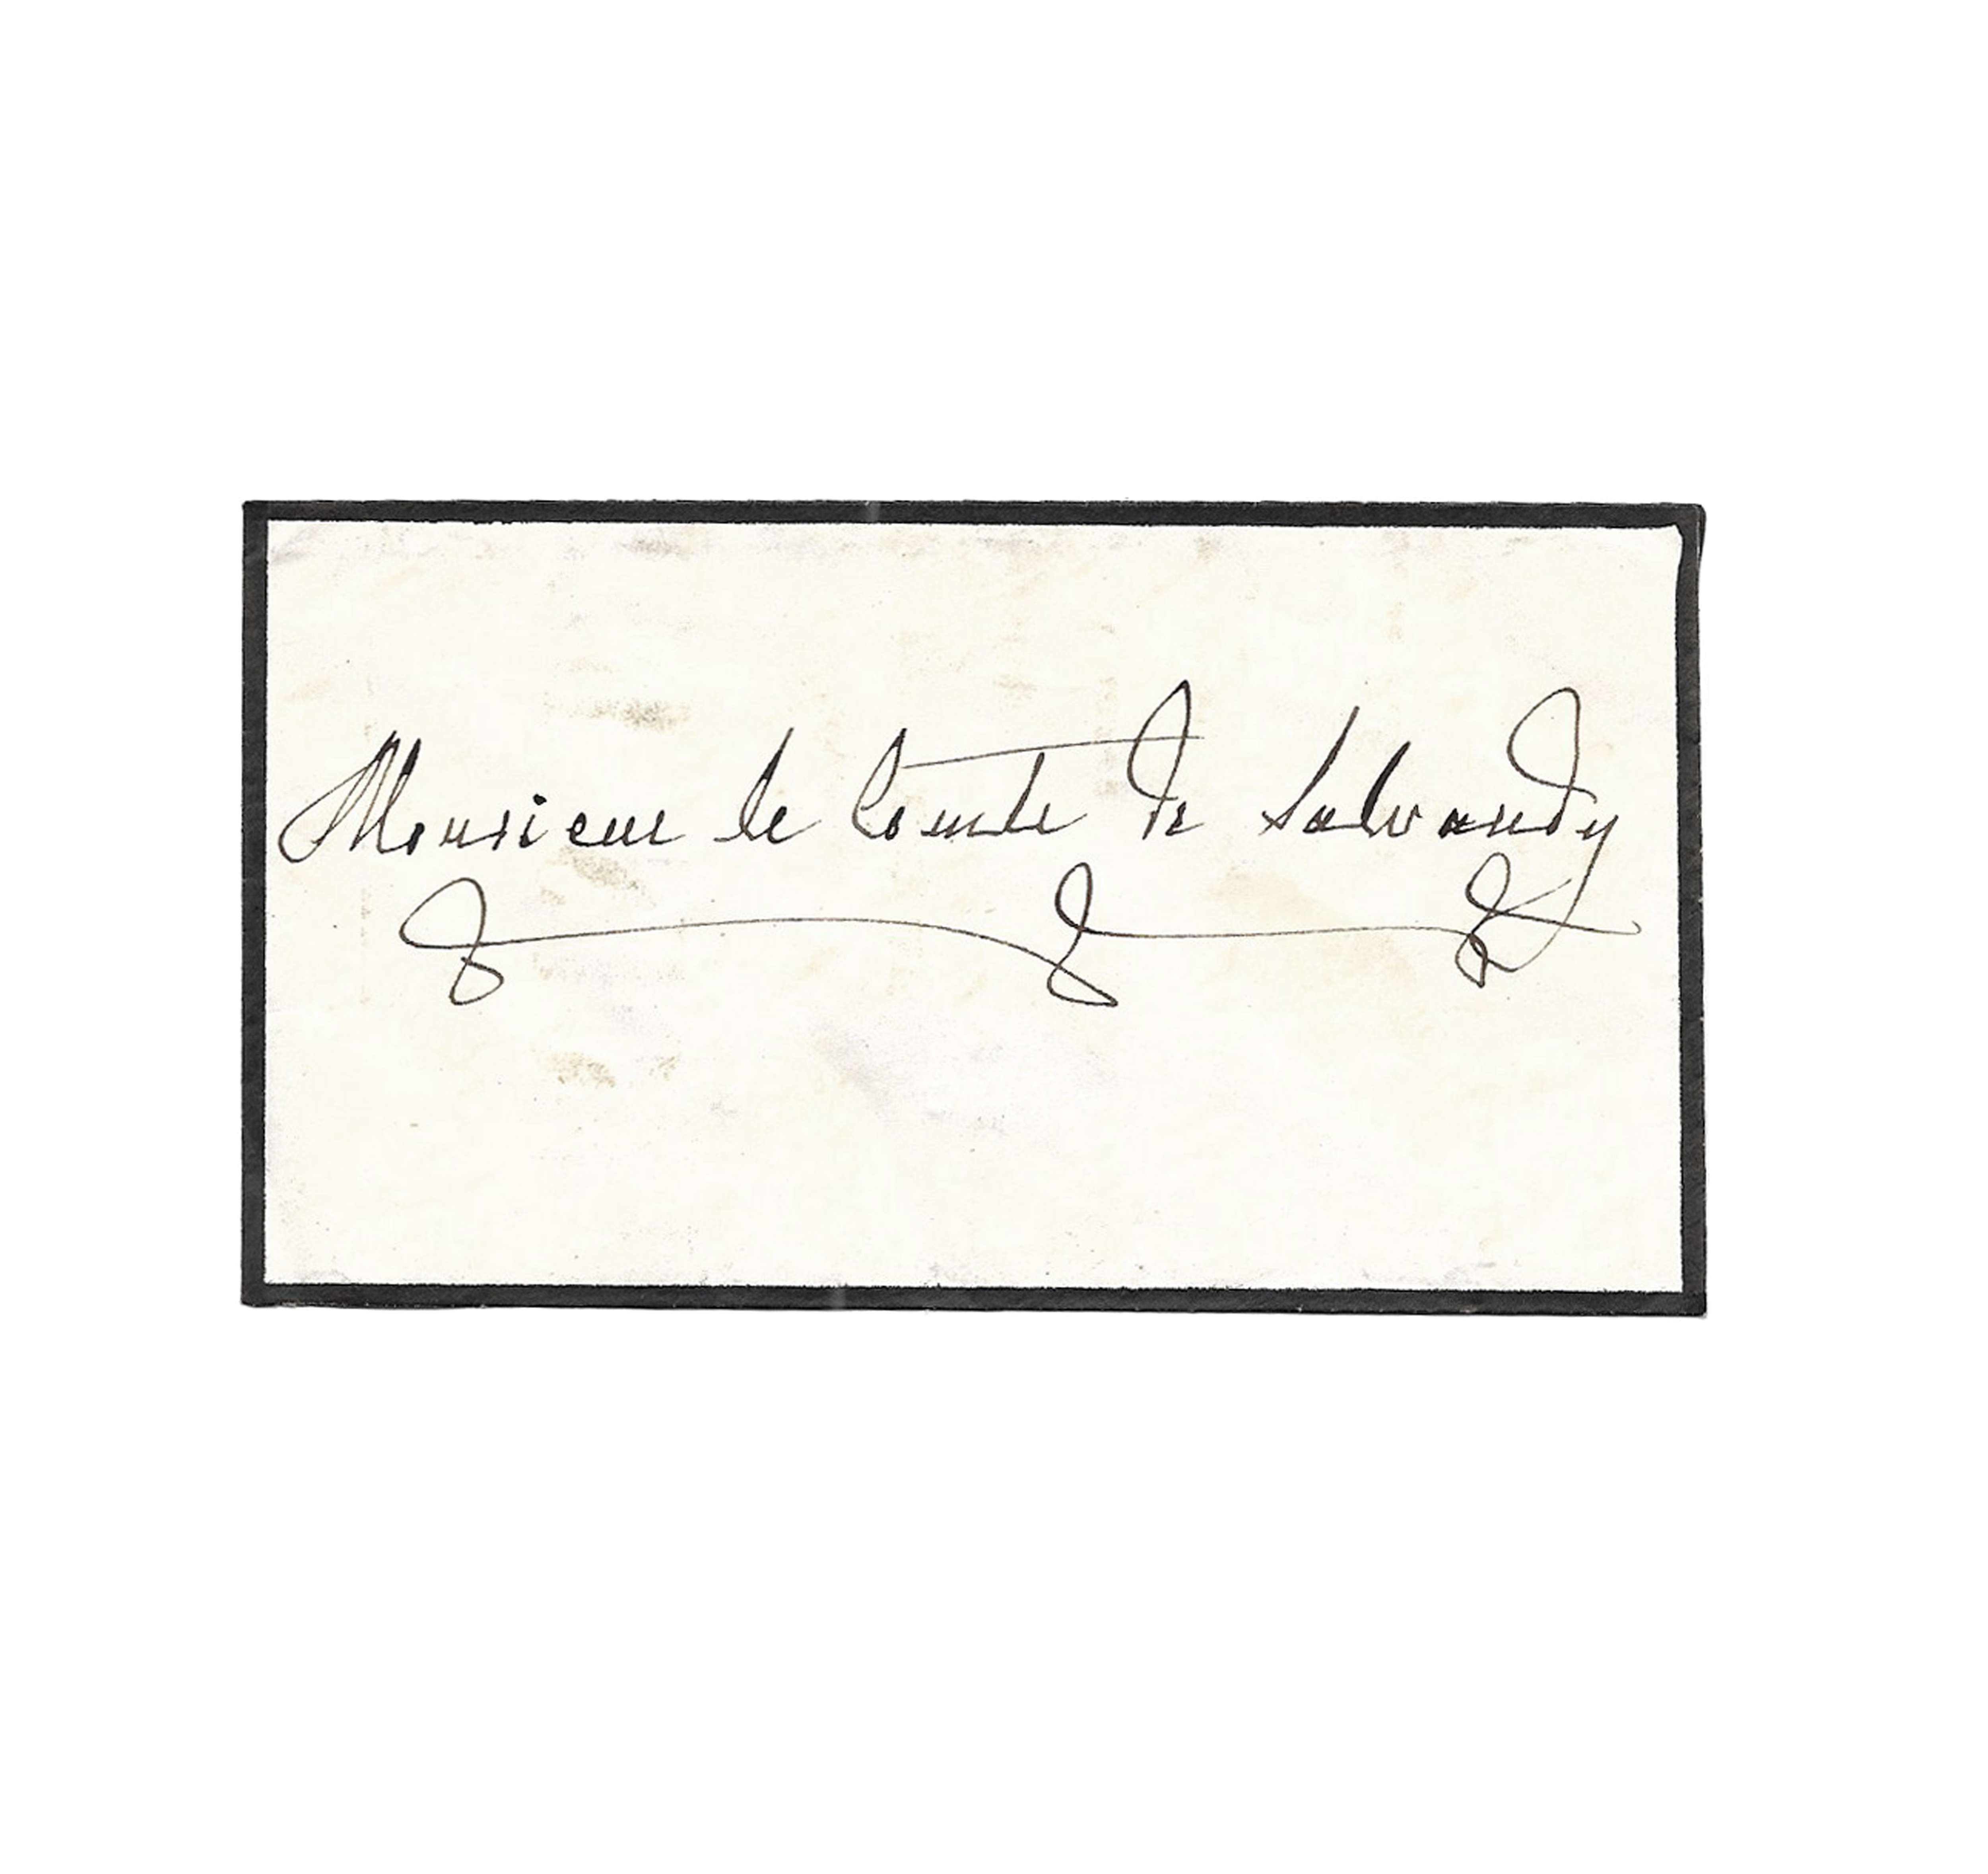 Monsieur le Comte de Salvandy